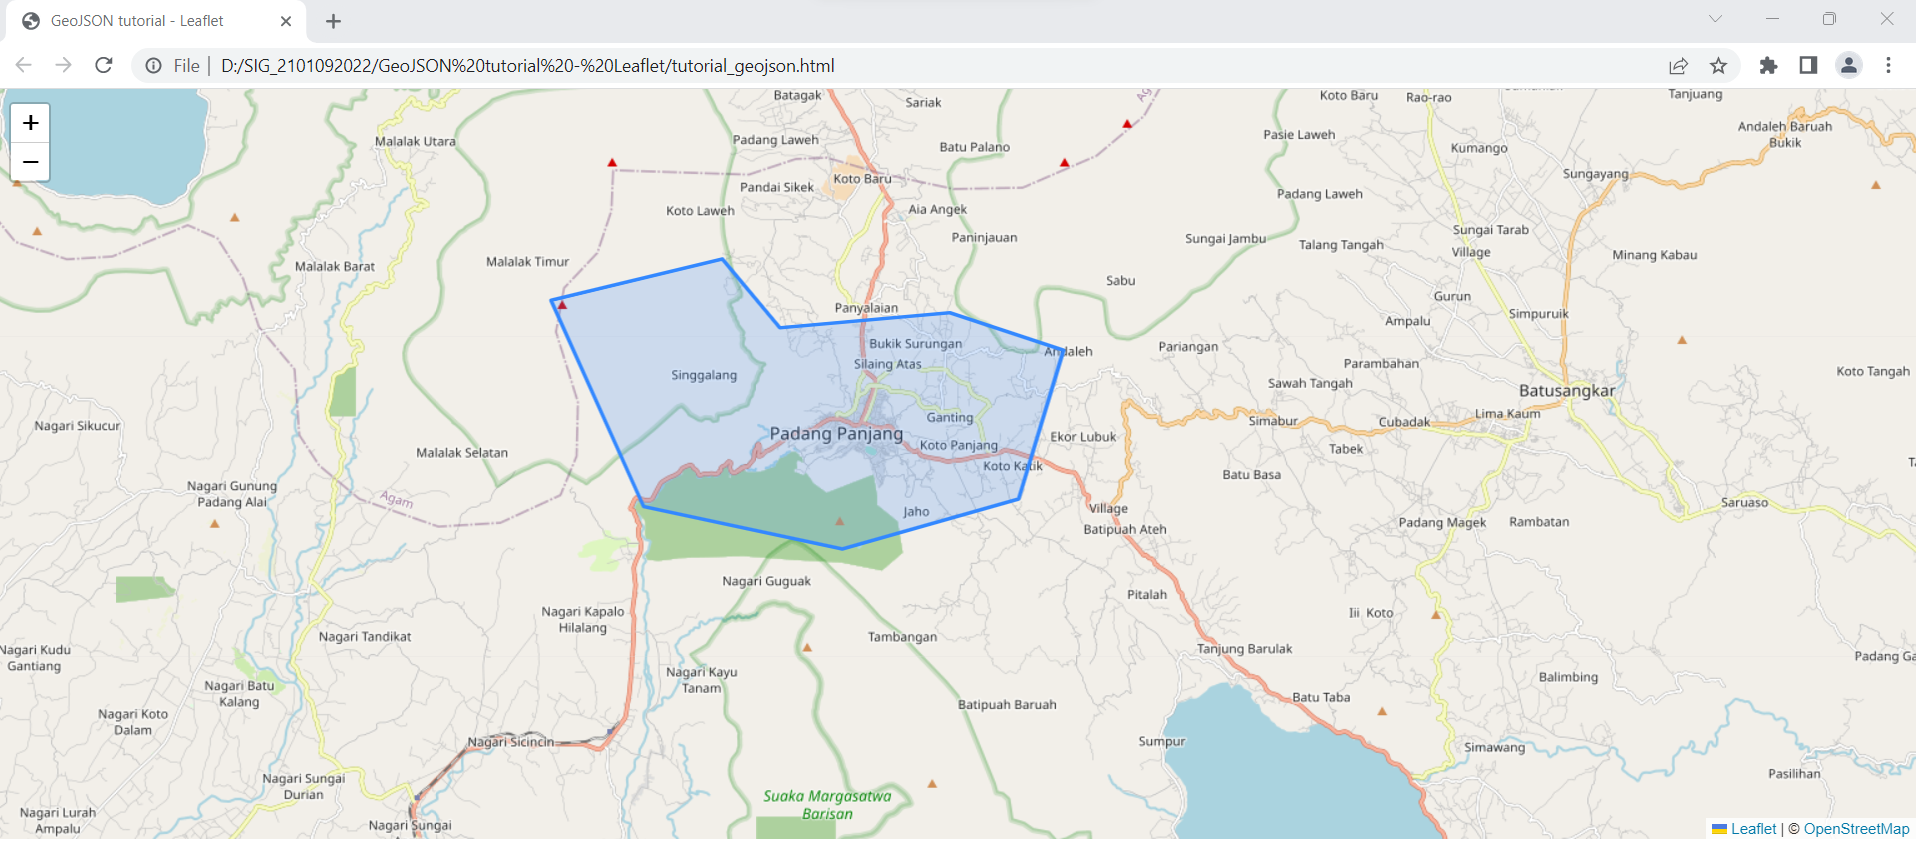 GeoJSON tutorial - Leaflet
File
D:/SIG_2101092022/GeoJSON%20tutorial%20-%20Leaflet/tutorial_geojson.html
+
−
Batagak
Sariak
Koto Baru
Rao-rao
Tanjuang
Malalak Utara
Padang Laweh
Batu Palano
Pasie Laweh
Kumango
Andaleh Baruah
Bukik
Koto Baru
Pandai Sikek
Padang Laweh
Sungayang
Koto Laweh
Aia Angek
Paninjauan
Sungai Jambu
Talang Tangah
Sungai Tarab
Village
Minang Kabau
Malalak Timur
Malalak Barat
Sabu
Gurun
Simpuruik
Panyalaian
Ampalu
Bukik Surungan
Andaleh
Pariangan
Silaing Atas
Parambahan
Koto Tangah
Singgalang
Sawah Tangah
Batusangkar
Ganting
Lima Kaum
Nagari Sikucur
Padang Panjang
Simabur
Cubadak
Koto Panjang
Ekor Lubuk
Tabek
Malalak Selatan
Koto Katik
Batu Basa
Nagari Gunung
Padang Alai
Agam
Saruaso
Jaho
Village
Batipuah Ateh
Padang Magek
Rambatan
Nagari Guguak
Pitalah
Nagari Kapalo
Hilalang
Iii Koto
Nagari Tandikat
Tambangan
Tanjung Barulak
Nagari Kudu
Gantiang
Padang Ga
Nagari Kayu
Tanam
Balimbing
Nagari Batu
Kalang
Batu Taba
Batipuah Baruah
Nagari Koto
Dalam
Nagari Sicincin
Sumpur
Simawang
Nagari Sungai
Durian
Pasilihan
Suaka Margasatwa
Barisan
Nagari Lurah
Ampalu
Nagari Sungai
Leaflet | © OpenStreetMap